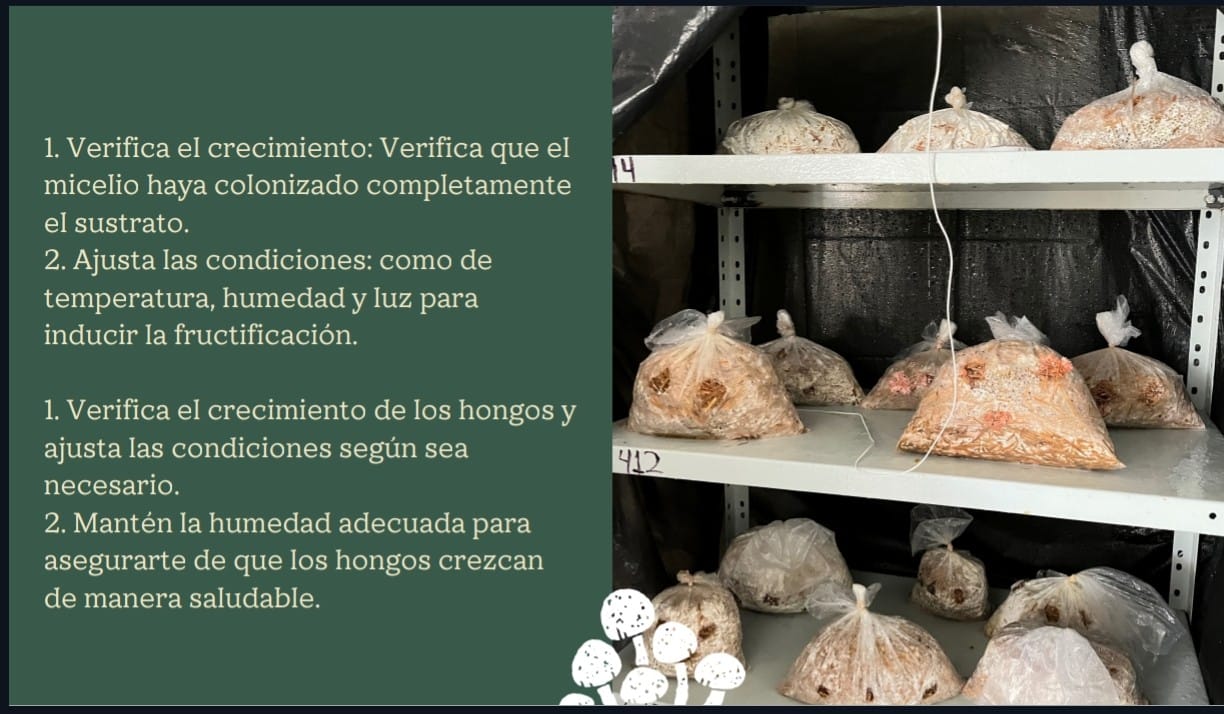 1. Verifica el crecimiento: Verifica que el
micelio haya colonizado completamente
el sustrato.
2. Ajusta las condiciones: como de
temperatura, humedad y luz para
inducir la fructificación.
1. Verifica el crecimiento de los hongos y
ajusta las condiciones según sea
necesario.
2. Mantén la humedad adecuada para
asegurarte de que los hongos crezcan
de manera saludable.
14
412